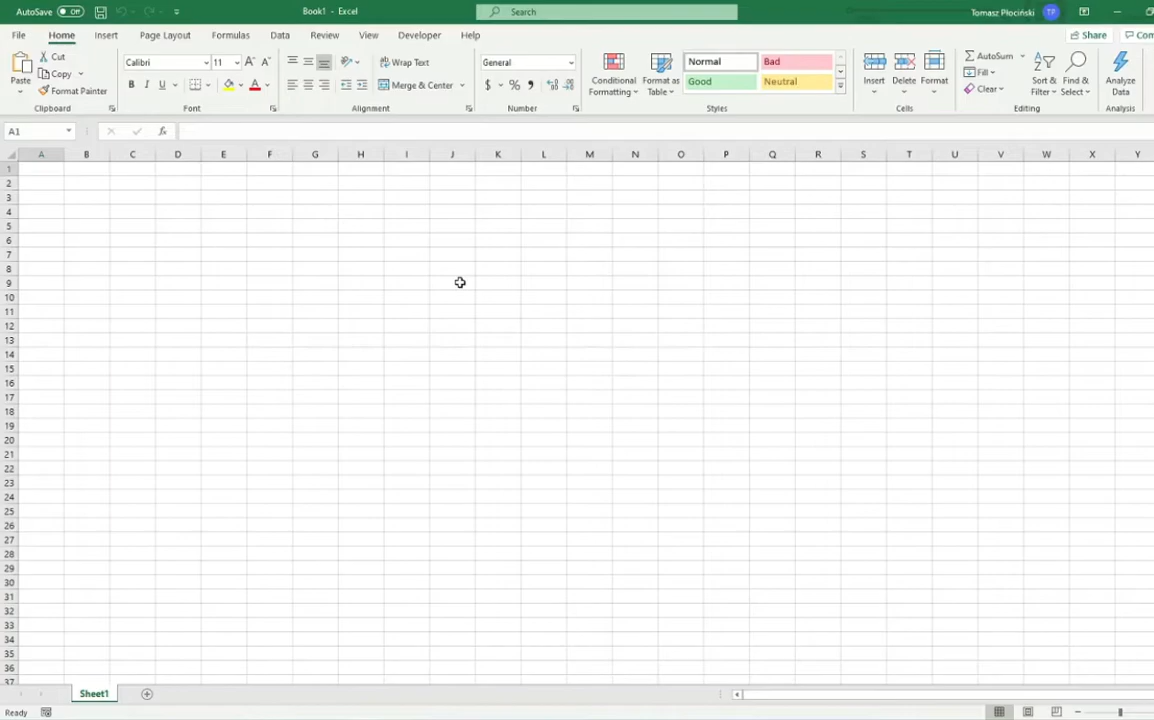 AutoSave Off Book1 - Excel Search Tomasz Płociński TP
File Home Insert Page Layout Formulas Data Review View Developer Help Share
Paste Cut Copy Format Painter Clipboard
Calibri 11 A A B I U A Font
Wrap Text Merge & Center Alignment
General $ % Number
Conditional Formatting Format as Table Normal Bad Good Neutral Styles
Insert Delete Format Cells
AutoSum Fill Clear Sort & Filter Find & Select Editing
Analyze Data Analysis
A1 fx
A B C D E F G H I J K L M N O P Q R S T U V W X Y
1
2
3
4
5
6
7
8
9
10
11
12
13
14
15
16
17
18
19
20
21
22
23
24
25
26
27
28
29
30
31
32
33
34
35
36
37
Sheet1
Ready